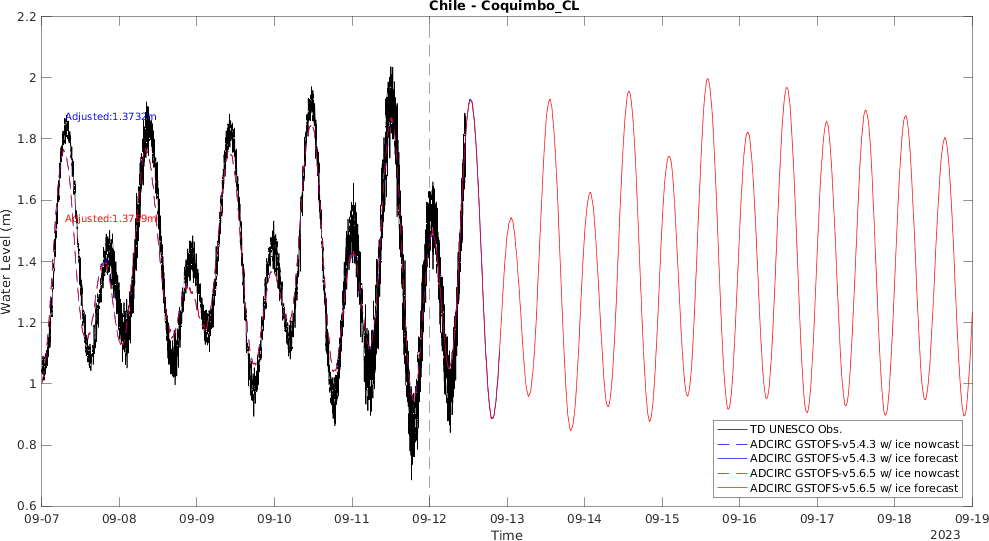 Chile - Coquimbo_CL
2.2
2
1.8
1.6
1.4
1.2
1
0.8
0.6
Water Level (m)
Adjusted:1.3732m
TD UNESCO Obs.
ADCIRC GSTOFS-v5.4.3 w/ ice nowcast
ADCIRC GSTOFS-v5.4.3 w/ ice forecast
ADCIRC GSTOFS-v5.6.5 w/ ice nowcast
ADCIRC GSTOFS-v5.6.5 w/ ice forecast
09-07 09-08 09-09 09-10 09-11 09-12 09-13 09-14 09-15 09-16 09-17 09-18 09-19
Time
2023